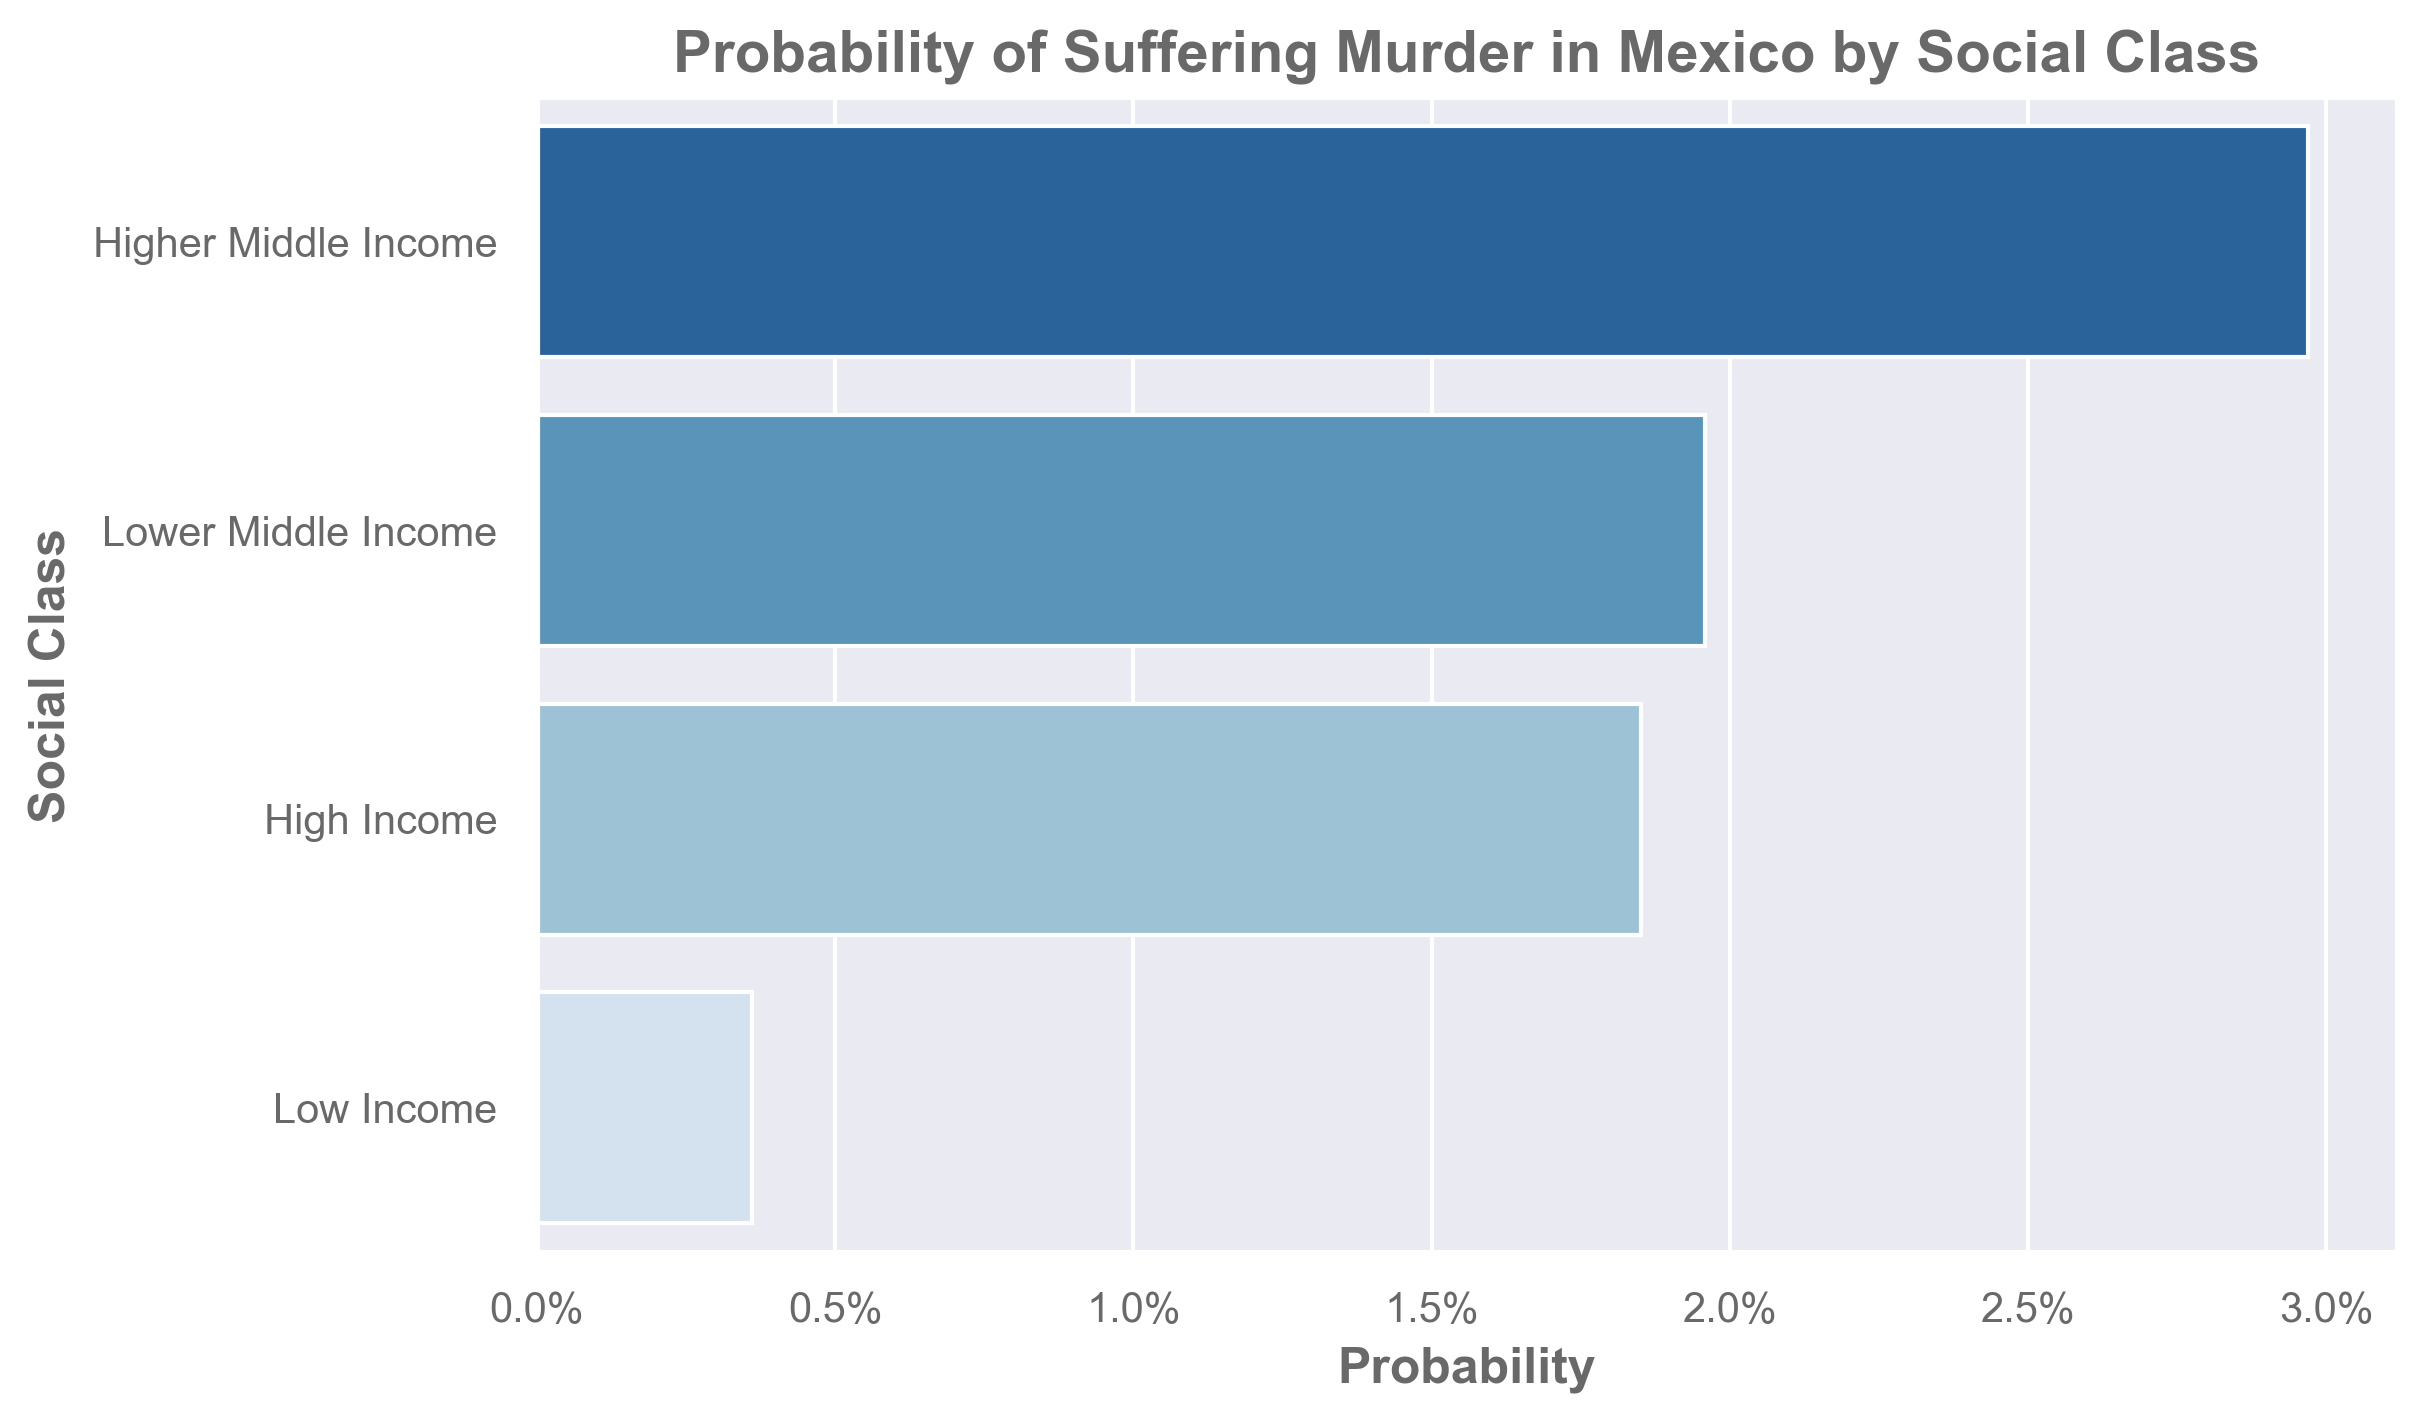 Probability of Suffering Murder in Mexico by Social Class
Social Class
Higher Middle Income
Lower Middle Income
High Income
Low Income
0.0% 0.5% 1.0% 1.5% 2.0% 2.5% 3.0%
Probability